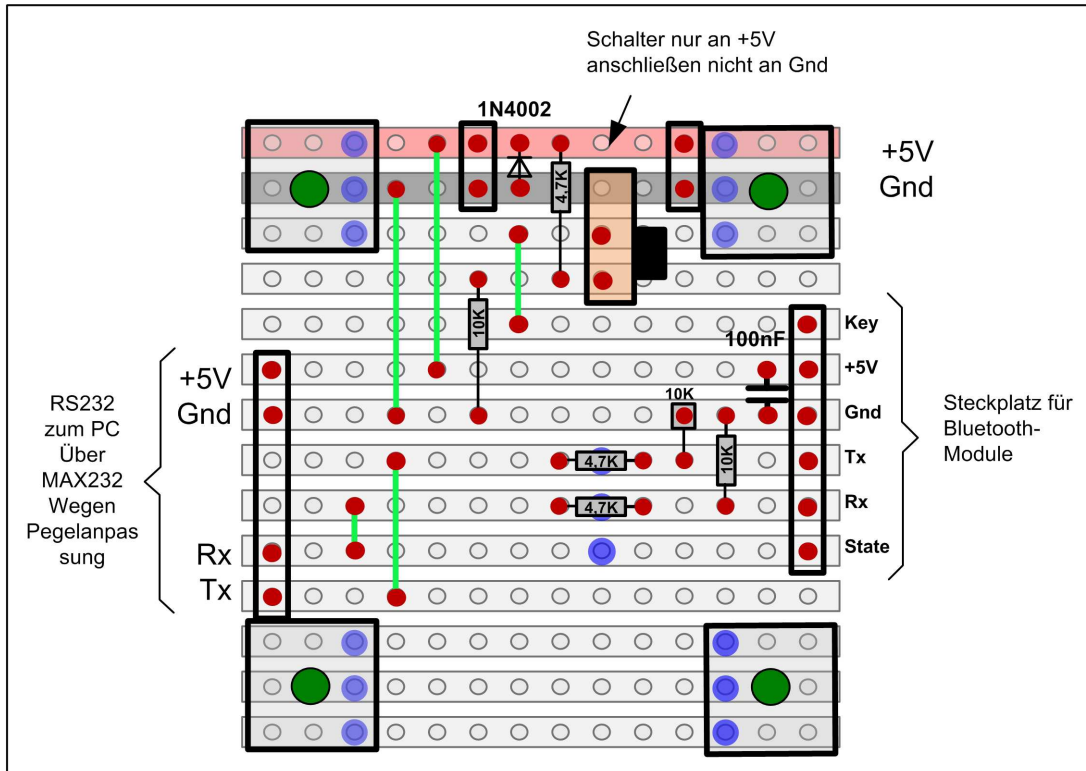 Schalter nur an +5V
anschließen nicht an Gnd
1N4002
+5V
Gnd
4,7K
10K
Key
100nF
+5V
+5V
Gnd
10K
Gnd
RS232
zum PC
Über
MAX232
Wegen
Pegelanpas
sung
Steckplatz für
Bluetooth-
Module
4,7K
10K
Tx
4,7K
Rx
Rx
State
Tx